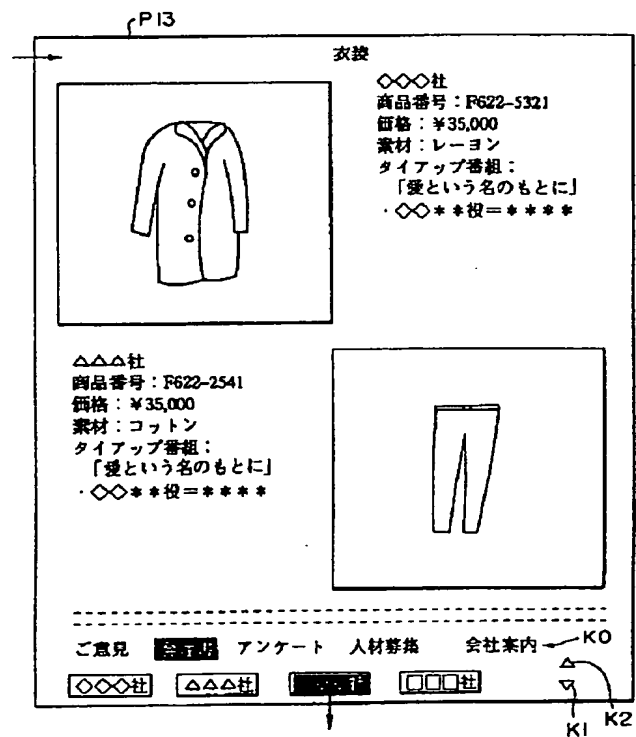 P13
衣装
◇◇◇社
商品番号：F622-5321
価格：￥35,000
素材：レーヨン
タイアップ番組：
「愛という名のもとに」
・◇◇＊＊役＝＊＊＊＊
△△△社
商品番号：F622-2541
価格：￥35,000
素材：コットン
タイアップ番組：
「愛という名のもとに」
・◇◇＊＊役＝＊＊＊＊
ご意見 アンケート 人材募集 会社案内 K0
◇◇◇社 △△△社 □□□社
K1 K2